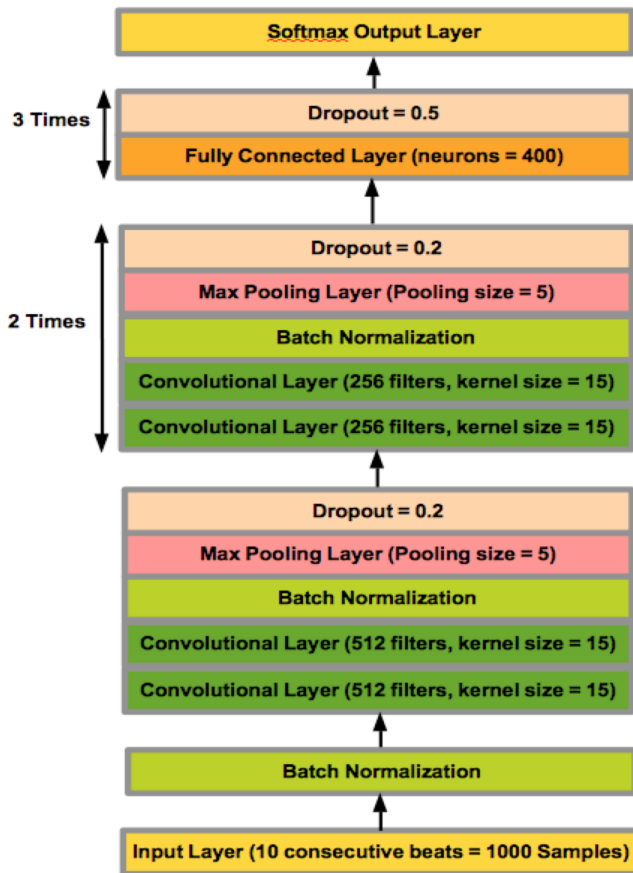 Softmax Output Layer
3 Times
Dropout = 0.5
Fully Connected Layer (neurons = 400)
2 Times
Dropout = 0.2
Max Pooling Layer (Pooling size = 5)
Batch Normalization
Convolutional Layer (256 filters, kernel size = 15)
Convolutional Layer (256 filters, kernel size = 15)
Dropout = 0.2
Max Pooling Layer (Pooling size = 5)
Batch Normalization
Convolutional Layer (512 filters, kernel size = 15)
Convolutional Layer (512 filters, kernel size = 15)
Batch Normalization
Input Layer (10 consecutive beats = 1000 Samples)